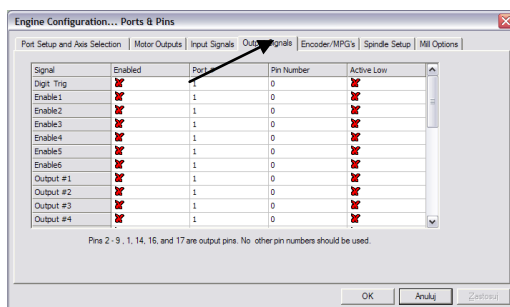 Engine Configuration... Ports & Pins
Port Setup and Axis Selection Motor Outputs Input Signals Encoder/MPG's Spindle Setup Mill Options
Signal Enabled Port Pin Number Active Low
Digit Trig 1 0
Enable1 1 0
Enable2 1 0
Enable3 1 0
Enable4 1 0
Enable5 1 0
Enable6 1 0
Output #1 1 0
Output #2 1 0
Output #3 1 0
Output #4 1 0
Pins 2 - 9 , 1, 14, 16, and 17 are output pins. No other pin numbers should be used.
OK Anuluj Zastosuj